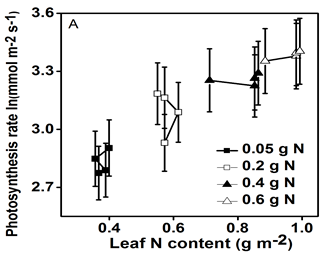 A
Photosynthesis rate ln(mmol m-2 s-1)
3.6
3.3
3.0
2.7
0.05 g N
0.2 g N
0.4 g N
0.6 g N
0.4
0.6
0.8
1.0
Leaf N content (g m-2)